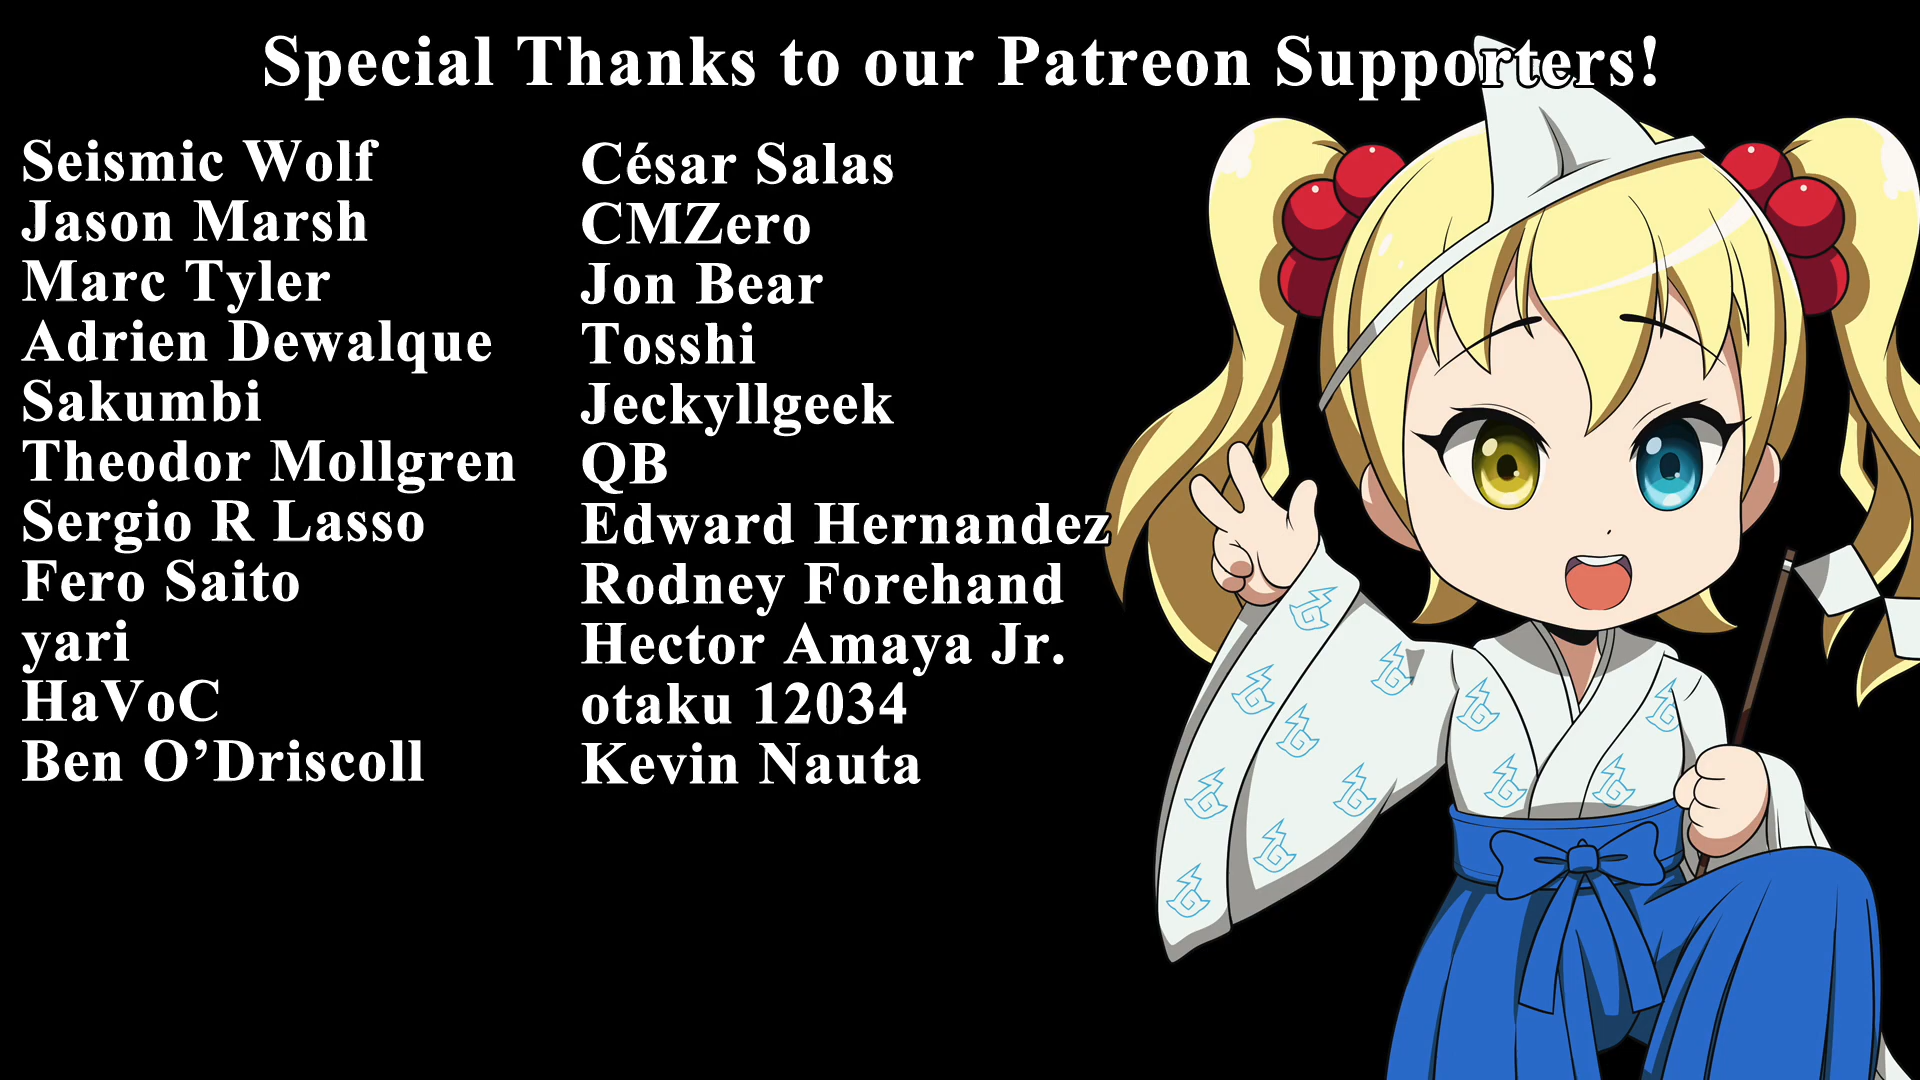 Special Thanks to our Patreon Supporters!
Seismic Wolf
Jason Marsh
Marc Tyler
Adrien Dewalque
Sakumbi
Theodor Mollgren
Sergio R Lasso
Fero Saito
yari
HaVoC
Ben O’Driscoll
César Salas
CMZero
Jon Bear
Tosshi
Jeckyllgeek
QB
Edward Hernandez
Rodney Forehand
Hector Amaya Jr.
otaku 12034
Kevin Nauta